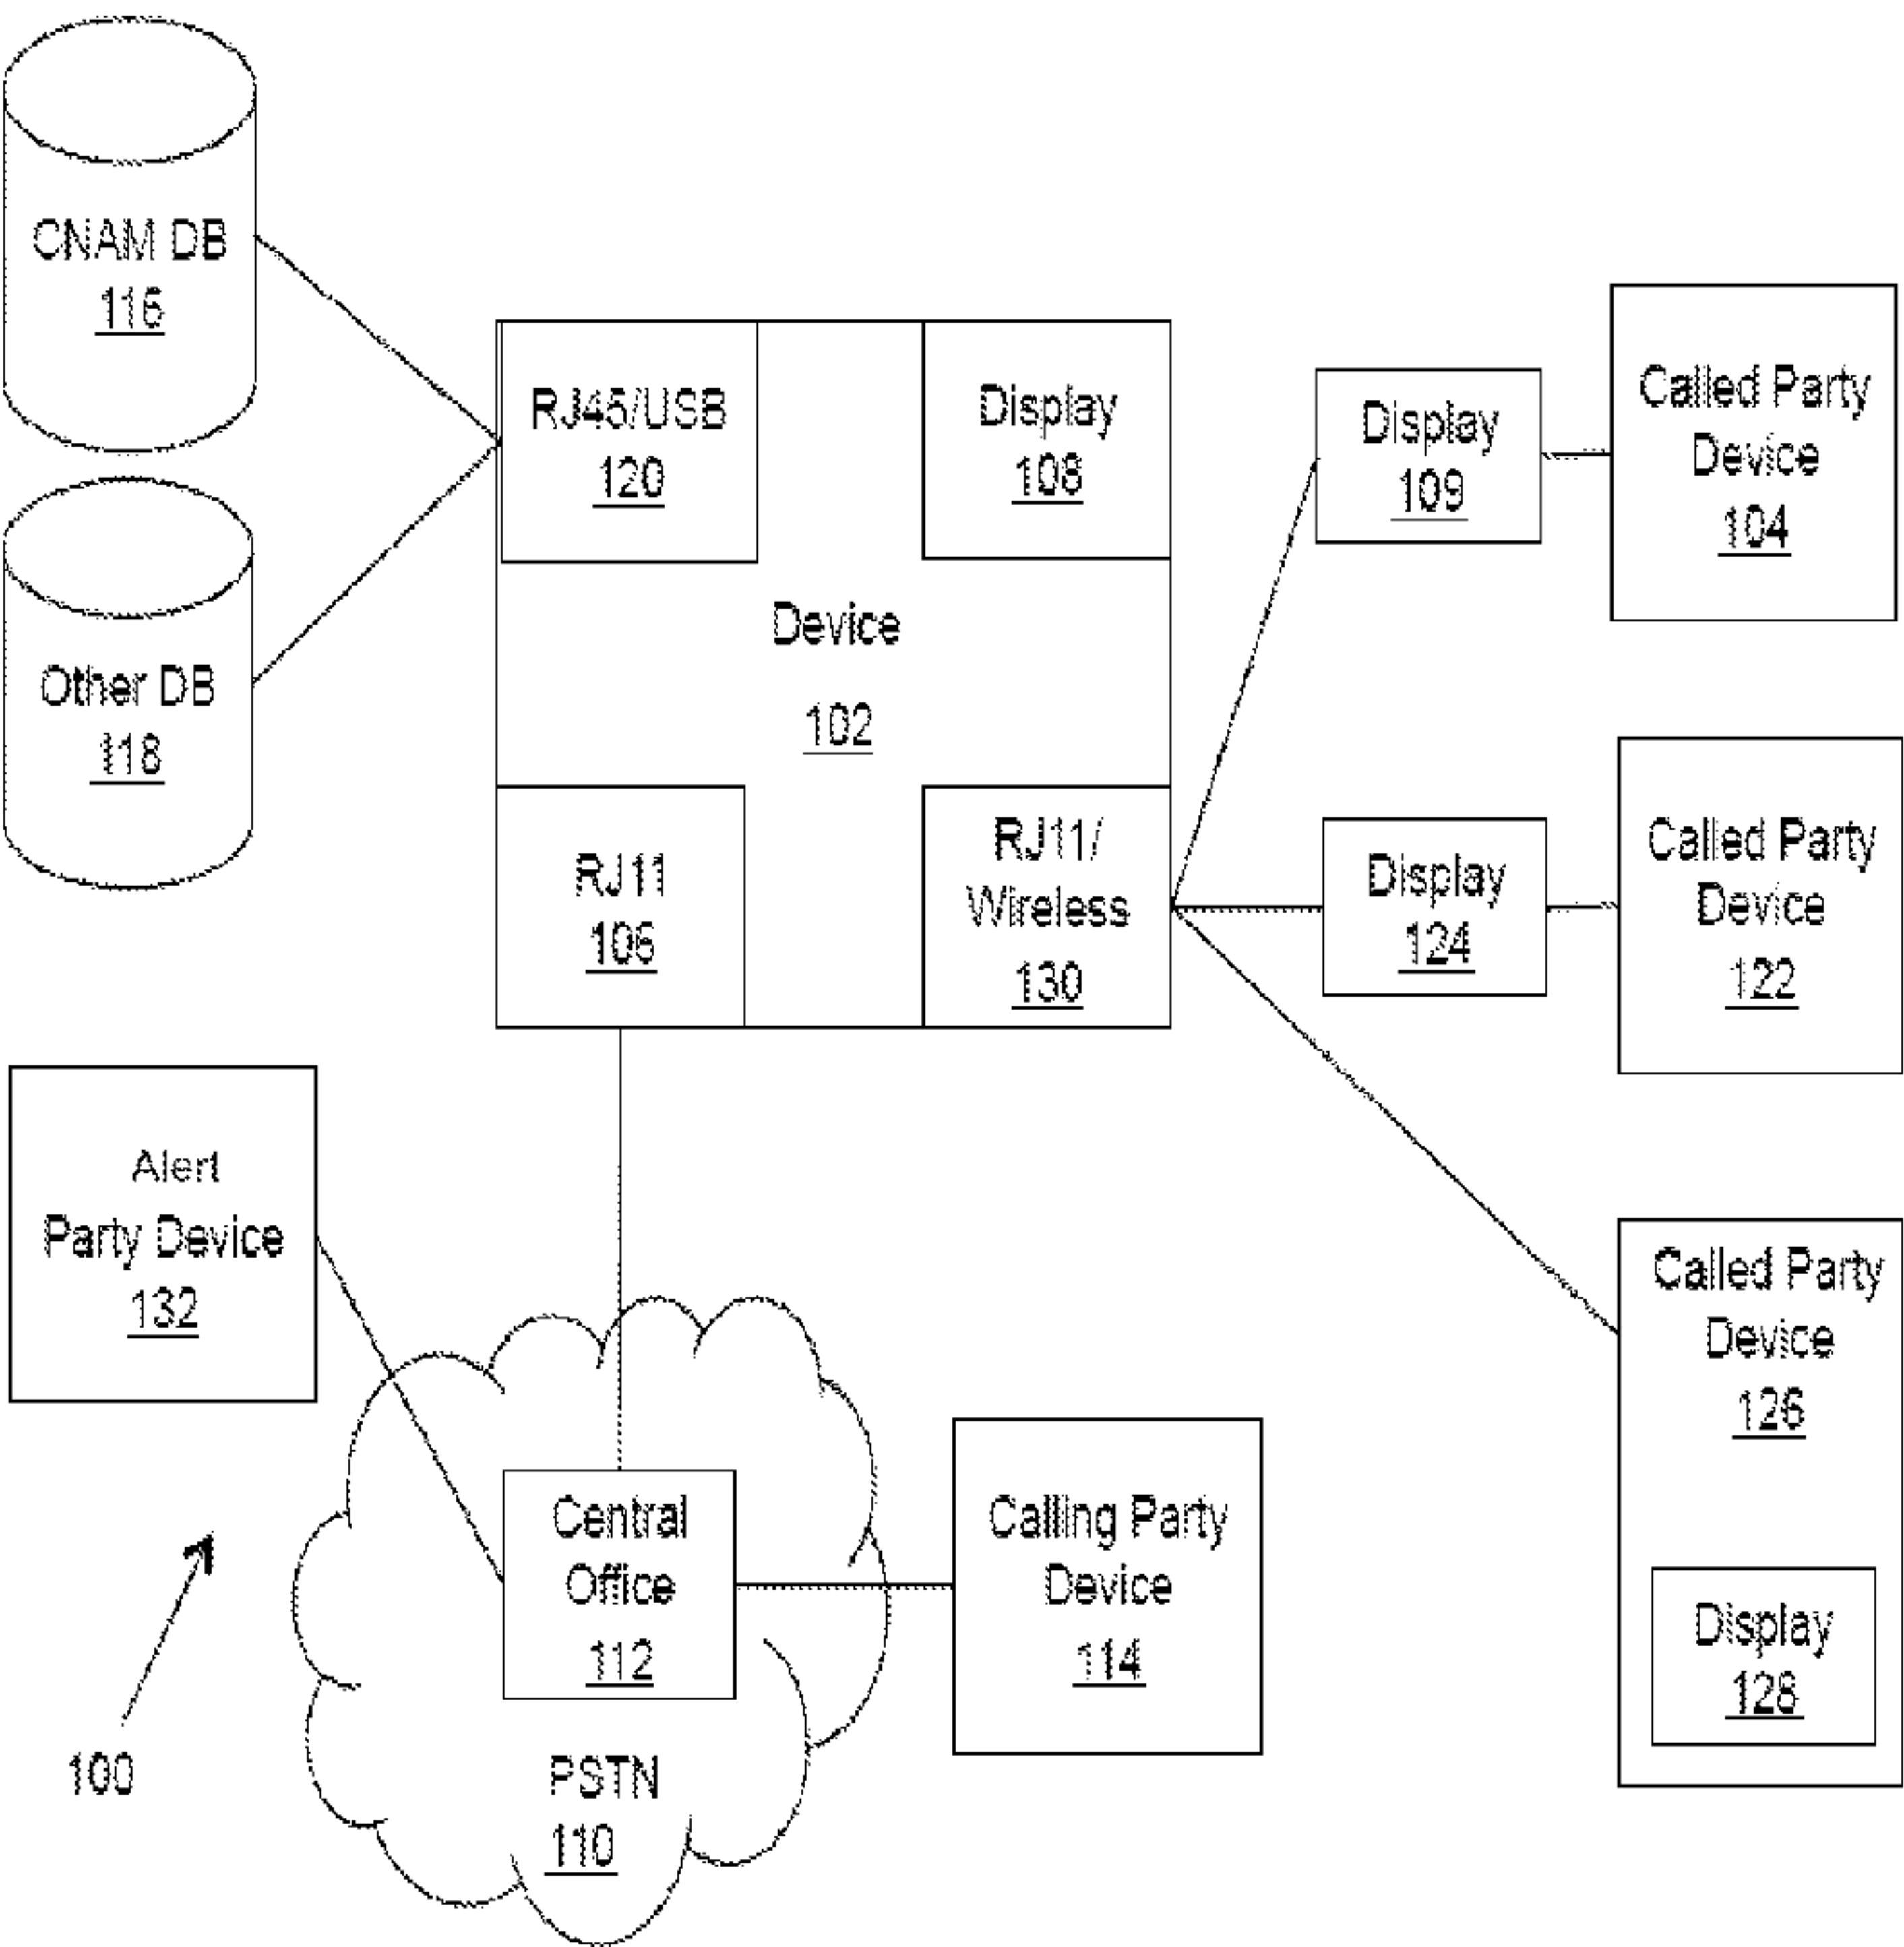 CNAM DB
116
Other DB
118
RJ45/USB
120
Display
108
Device
102
RJ11
106
RJ11/
Wireless
130
Display
109
Called Party
Device
104
Display
124
Called Party
Device
122
Called Party
Device
126
Display
128
Alert
Party Device
132
Central
Office
112
Calling Party
Device
114
PSTN
110
100